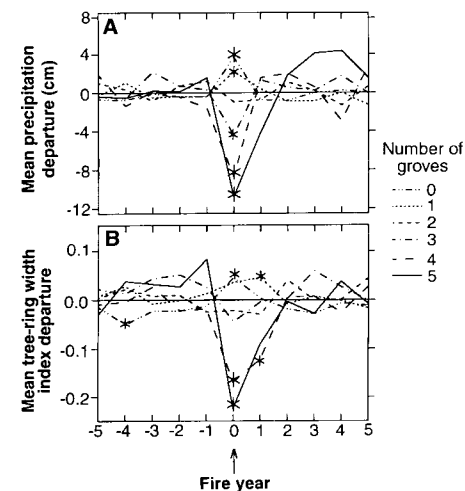 A
8
4
0
-4
-8
-12
Mean precipitation
departure (cm)
Number of
groves
0
1
2
3
4
5
B
0.1
0.0
-0.1
-0.2
Mean tree-ring width
index departure
-5 -4 -3 -2 -1 0 1 2 3 4 5
Fire year